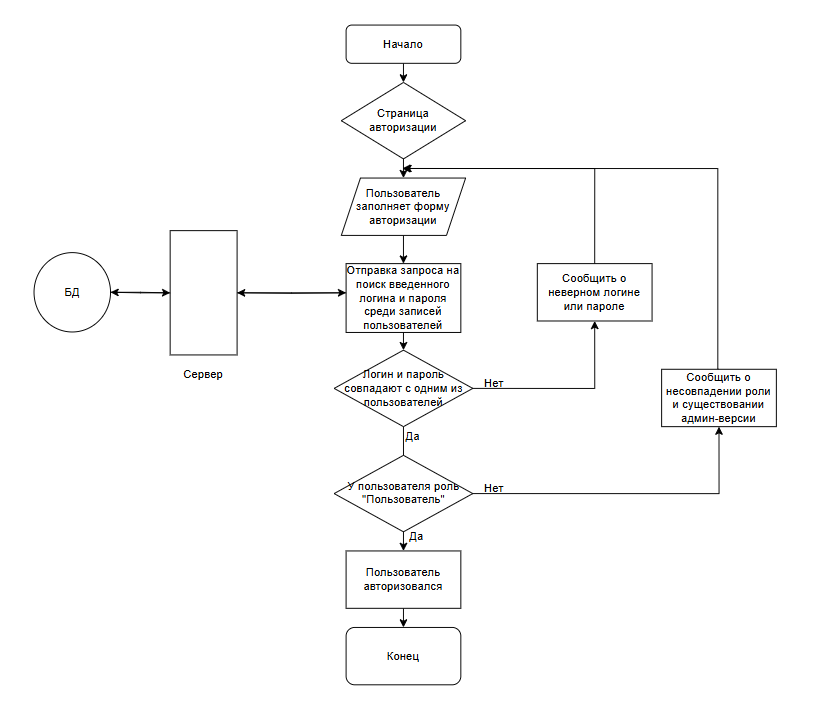 Начало
Страница
авторизации
Пользователь
заполняет форму
авторизации
Отправка запроса на
поиск введенного
логина и пароля
среди записей
пользователей
БД
Сервер
Сообщить о
неверном логине
или пароле
Логин и пароль
совпадают с одним из
пользователей
Нет
Сообщить о
несовпадении роли
и существовании
админ-версии
Да
У пользователя роль
"Пользователь"
Нет
Да
Пользователь
авторизовался
Конец